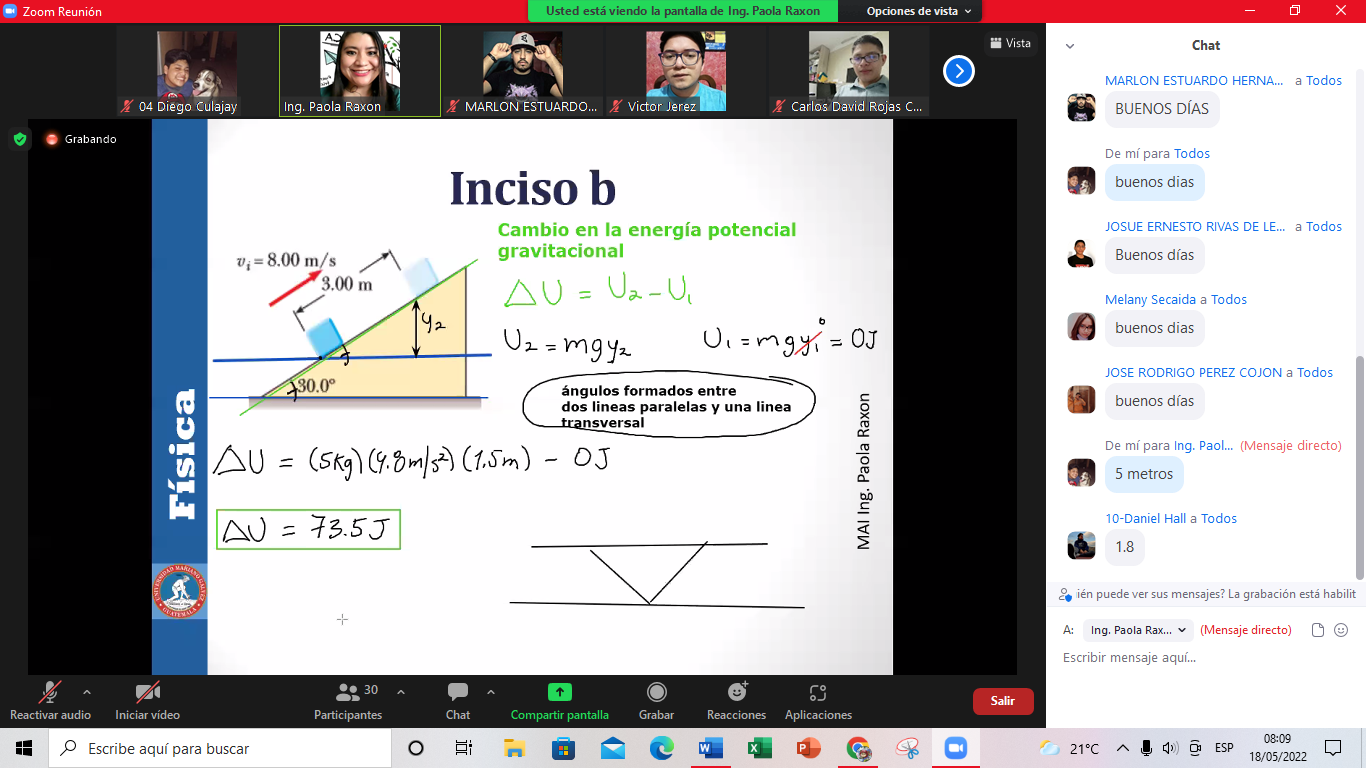 Zoom Reunión
Usted está viendo la pantalla de Ing. Paola Raxon
Opciones de vista
04 Diego Culajay
Ing. Paola Raxon
MARLON ESTUARDO...
Victor Jerez
Carlos David Rojas C...
Vista
Grabando
Inciso b
Cambio en la energía potencial
gravitacional
vi = 8.00 m/s
3.00 m
y2
30.0°
ΔU = U2 - U1
U2 = mgy2
U1 = mgy1 0 = 0J
ángulos formados entre
dos lineas paralelas y una linea
transversal
ΔU = (5Kg)(9.8m/s²)(1.5m) - 0J
ΔU = 73.5J
Física
MAI Ing. Paola Raxon
UNIVERSIDAD MARIANO GALVEZ
GUATEMALA
Chat
MARLON ESTUARDO HERNA... a Todos
BUENOS DÍAS
De mí para Todos
buenos dias
JOSUE ERNESTO RIVAS DE LE... a Todos
Buenos días
Melany Secaida a Todos
buenos dias
JOSE RODRIGO PEREZ COJON a Todos
buenos días
De mí para Ing. Paol... (Mensaje directo)
5 metros
10-Daniel Hall a Todos
1.8
ién puede ver sus mensajes? La grabación está habilit
A: Ing. Paola Rax... (Mensaje directo)
Escribir mensaje aquí...
Reactivar audio
Iniciar vídeo
Participantes
30
Chat
Compartir pantalla
Grabar
Reacciones
Aplicaciones
Salir
Escribe aquí para buscar
21°C
ESP
08:09
18/05/2022